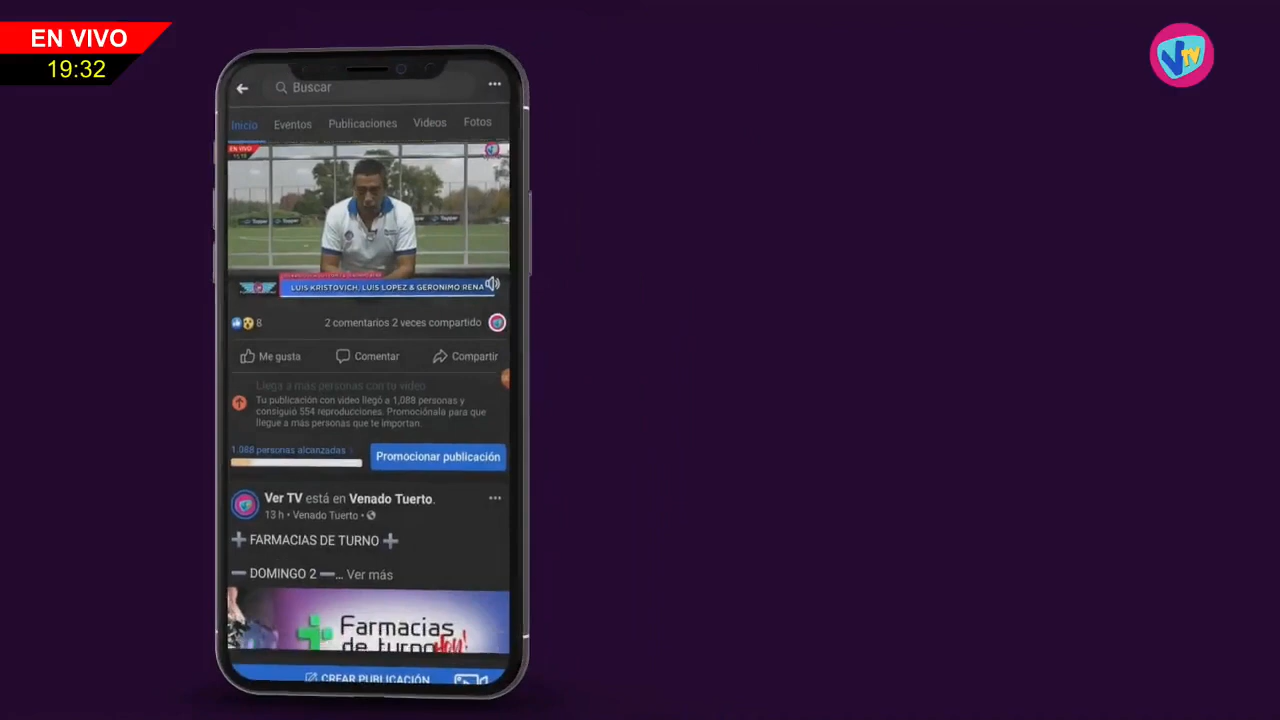 EN VIVO
19:32
VTV
Buscar
Inicio Eventos Publicaciones Videos Fotos
EN VIVO
LUIS KRISTOVICH, LUIS LOPEZ & GERONIMO RENA
8 2 comentarios 2 veces compartido
Me gusta Comentar Compartir
Llega a más personas con tu video
Tu publicación con video llegó a 1,088 personas y
consiguió 554 reproducciones. Promociónala para que
llegue a más personas que te importan.
1.088 personas alcanzadas
Promocionar publicación
Ver TV está en Venado Tuerto.
13 h • Venado Tuerto •
FARMACIAS DE TURNO
DOMINGO 2 ... Ver más
Farmacias
de turno Hoy!
CREAR PUBLICACIÓN